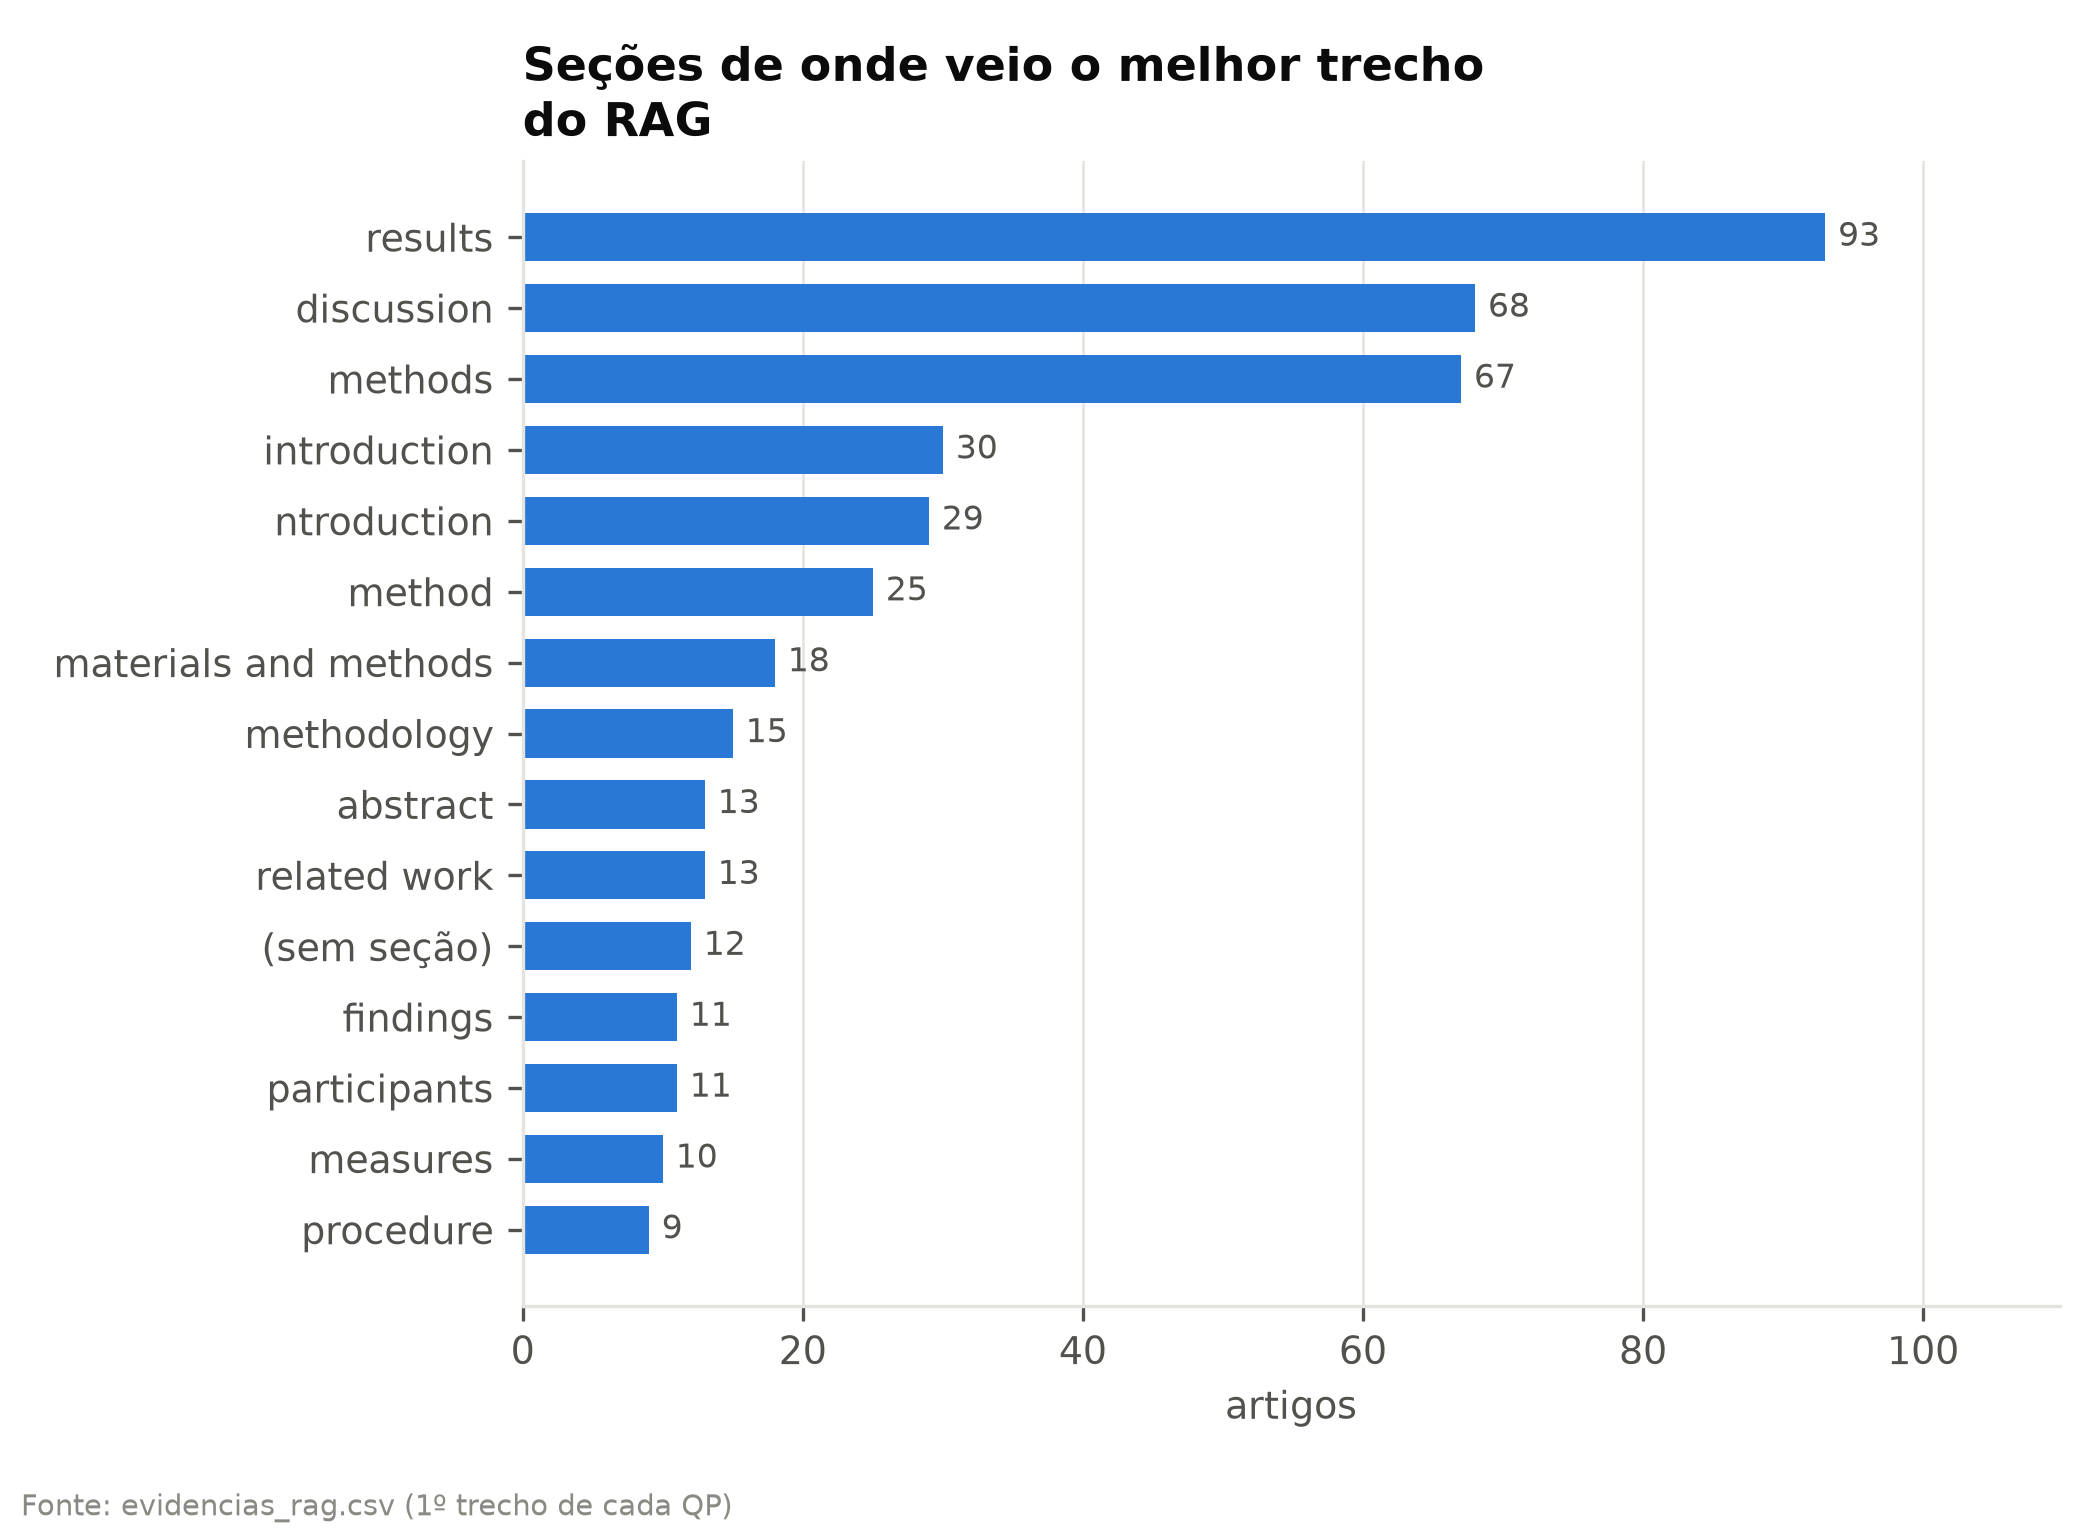 Seções de onde veio o melhor trecho
do RAG
results 93
discussion 68
methods 67
introduction 30
ntroduction 29
method 25
materials and methods 18
methodology 15
abstract 13
related work 13
(sem seção) 12
findings 11
participants 11
measures 10
procedure 9
0 20 40 60 80 100
artigos
Fonte: evidencias_rag.csv (1º trecho de cada QP)